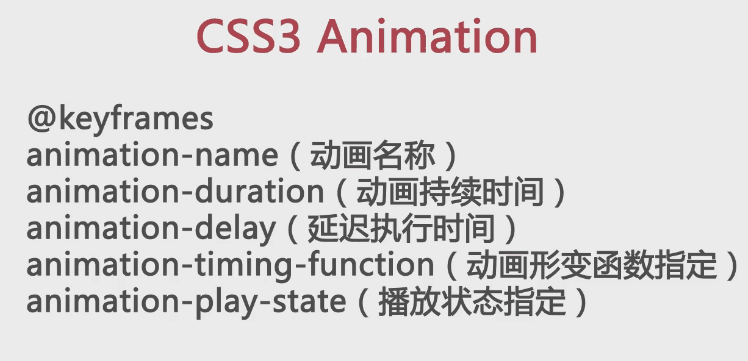 CSS3 Animation
@keyframes
animation-name（动画名称）
animation-duration（动画持续时间）
animation-delay（延迟执行时间）
animation-timing-function（动画形变函数指定）
animation-play-state（播放状态指定）